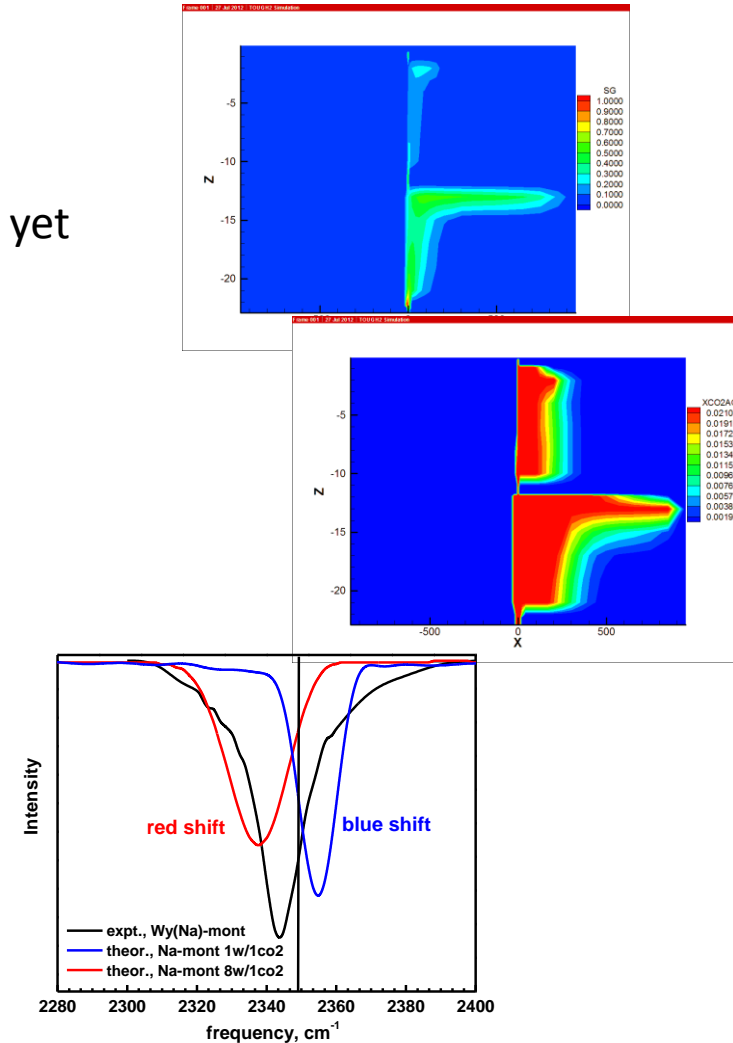 Frame 001 | 27 Jul 2012 | TOUGH2 Simulation
SG
1.0000
0.9000
0.8000
0.7000
0.6000
0.5000
0.4000
0.3000
0.2000
0.1000
0.0000
-5
-10
-15
-20
Z
yet
Frame 001 | 27 Jul 2012 | TOUGH2 Simulation
XCO2AQ
0.0210
0.0191
0.0172
0.0153
0.0134
0.0115
0.0096
0.0076
0.0057
0.0038
0.0019
-5
-10
-15
-20
Z
-500 0 500
X
Intensity
red shift
blue shift
expt., Wy(Na)-mont
theor., Na-mont 1w/1co2
theor., Na-mont 8w/1co2
2280 2300 2320 2340 2360 2380 2400
frequency, cm⁻¹